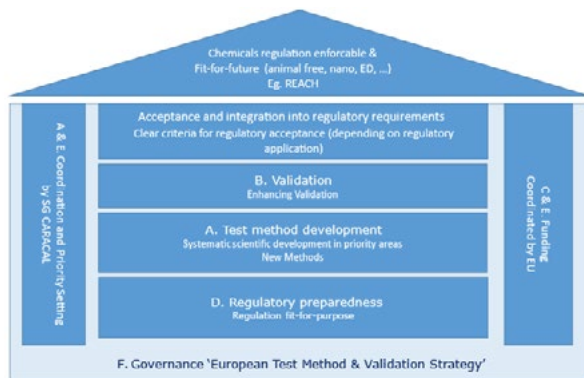 Chemicals regulation enforcable &
Fit-for-future (animal free, nano, ED, ...)
Eg. REACH
A & E. Coordination and Priority Setting
by SG CARACAL
Acceptance and integration into regulatory requirements
Clear criteria for regulatory acceptance (depending on regulatory
application)
B. Validation
Enhancing Validation
A. Test method development
Systematic scientific development in priority areas
New Methods
D. Regulatory preparedness
Regulation fit-for-purpose
C & E. Funding
Coordinated by EU
F. Governance 'European Test Method & Validation Strategy'